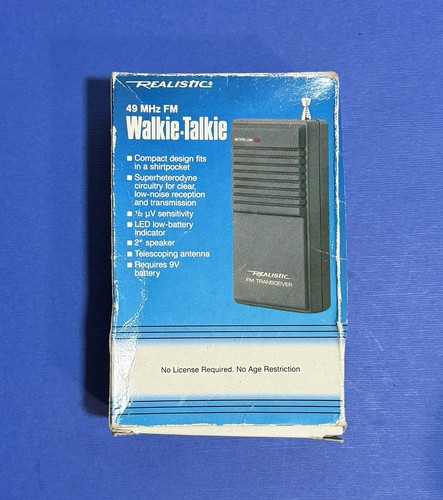 REALISTIC®
49 MHz FM
Walkie-Talkie
■ Compact design fits
in a shirtpocket
■ Superheterodyne
circuitry for clear,
low-noise reception
and transmission
■ ½ µV sensitivity
■ LED low-battery
indicator
■ 2" speaker
■ Telescoping antenna
■ Requires 9V
battery
REALISTIC
FM TRANSCEIVER
No License Required. No Age Restriction